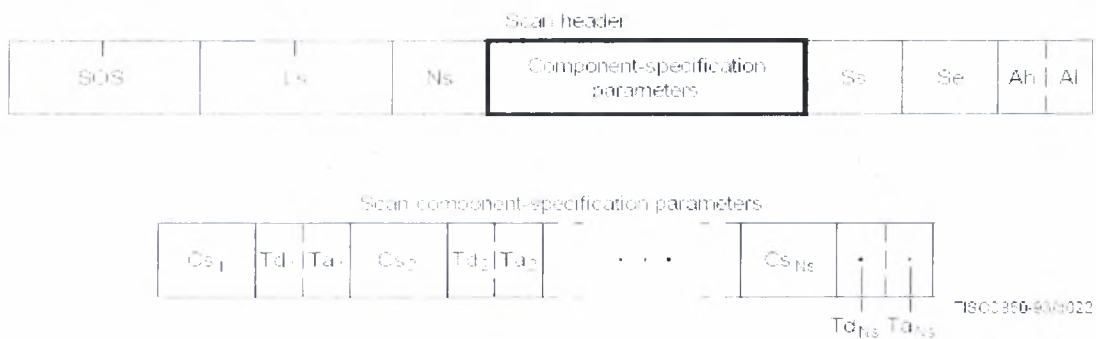 Scan header
SOS Ls Ns Component-specification parameters Ss Se Ah Al
Scan component-specification parameters
Cs1 Td1 Ta1 Cs2 Td2 Ta2 . . . CsNs
TdNs TaNs